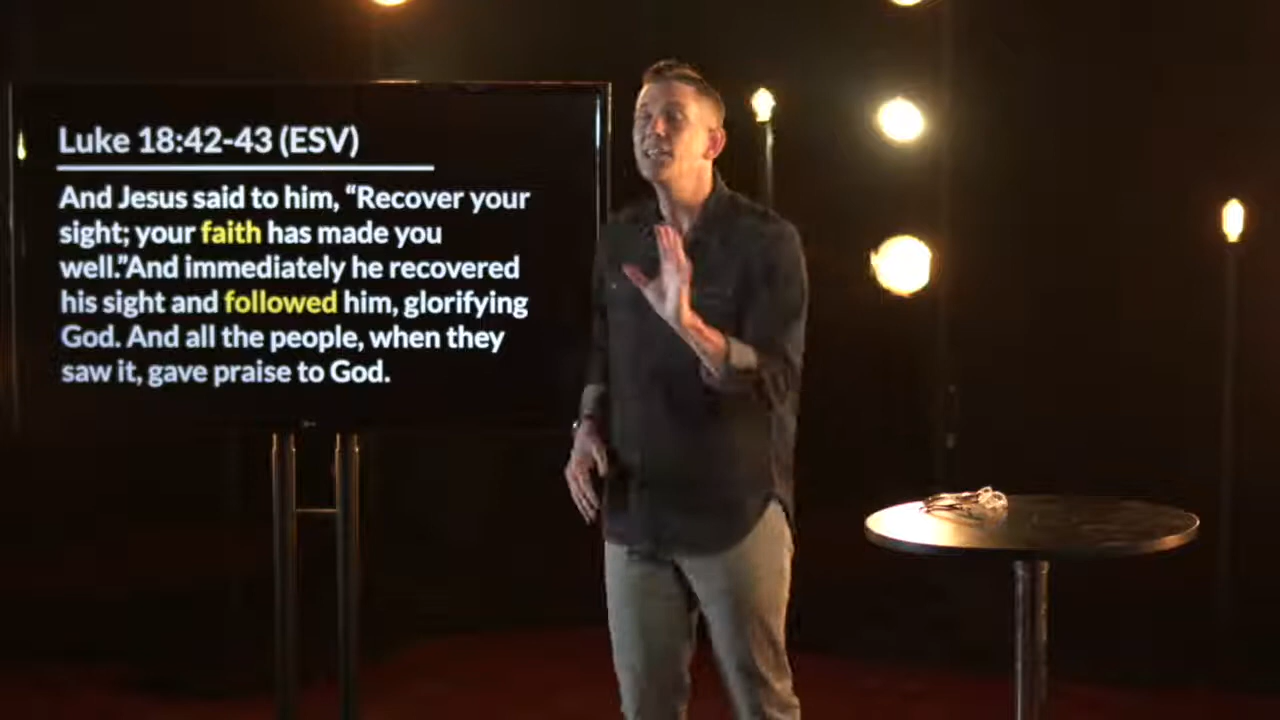 Luke 18:42-43 (ESV)
And Jesus said to him, “Recover your
sight; your faith has made you
well.”And immediately he recovered
his sight and followed him, glorifying
God. And all the people, when they
saw it, gave praise to God.